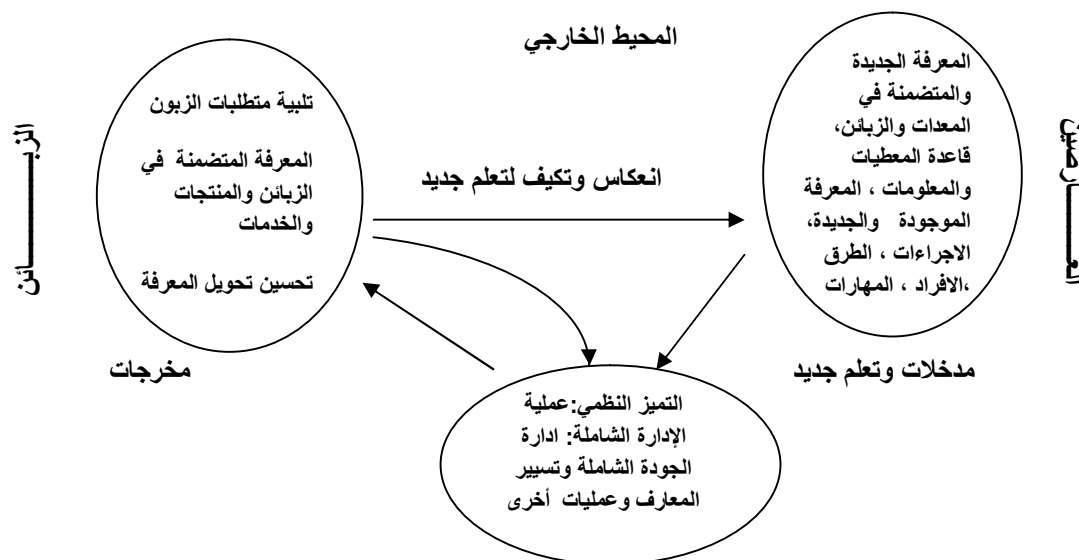 المحيط الخارجي
المعرفة الجديدة
والمتضمنة في
المعدات والزبائن،
قاعدة المعطيات
والمعلومات ، المعرفة
الموجودة والجديدة،
الاجراءات ، الطرق
،الافراد ، المهارات
العـــــــارضين
مدخلات وتعلم جديد
انعكاس وتكيف لتعلم جديد
تلبية متطلبات الزبون
المعرفة المتضمنة في
الزبائن والمنتجات
والخدمات
تحسين تحويل المعرفة
الزبـــــــائن
مخرجات
التميز النظمي:عملية
الإدارة الشاملة: ادارة
الجودة الشاملة وتسيير
المعارف وعمليات أخرى